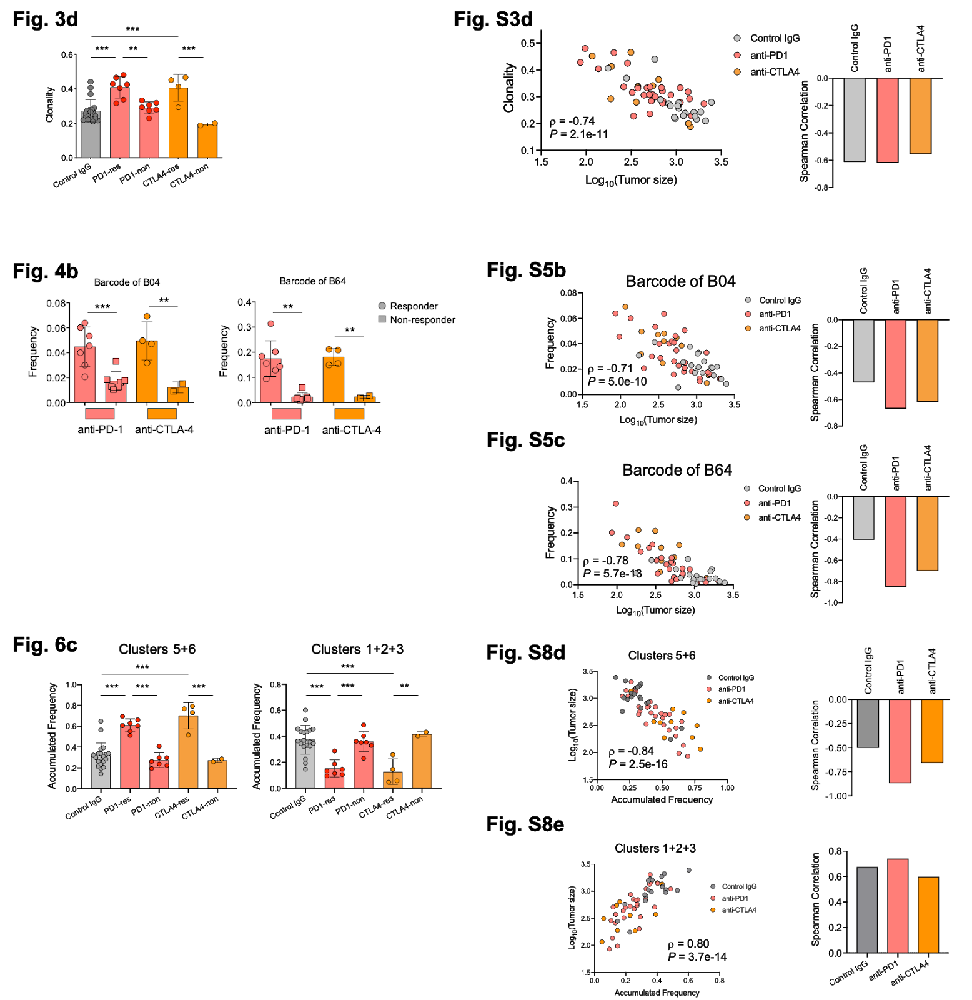 Fig. 3d
***
*** ** ***
Clonality
0.6
0.4
0.2
0.0
Control IgG
PD1-res
PD1-non
CTLA4-res
CTLA4-non
Fig. S3d
Clonality
0.5
0.4
0.3
0.2
0.1
1.5 2.0 2.5 3.0 3.5
Log10(Tumor size)
ρ = -0.74
P = 2.1e-11
Control IgG
anti-PD1
anti-CTLA4
Control IgG
anti-PD1
anti-CTLA4
Spearman Correlation
0.0
-0.2
-0.4
-0.6
-0.8
Fig. 4b
Barcode of B04
*** **
Frequency
0.08
0.06
0.04
0.02
0.00
anti-PD-1 anti-CTLA-4
Barcode of B64
** **
Frequency
0.4
0.3
0.2
0.1
0.0
anti-PD-1 anti-CTLA-4
Responder
Non-responder
Fig. S5b
Barcode of B04
Frequency
0.08
0.06
0.04
0.02
0.00
1.5 2.0 2.5 3.0 3.5
Log10(Tumor size)
ρ = -0.71
P = 5.0e-10
Control IgG
anti-PD1
anti-CTLA4
Control IgG
anti-PD1
anti-CTLA4
Spearman Correlation
0.0
-0.2
-0.4
-0.6
-0.8
Fig. S5c
Barcode of B64
Frequency
0.4
0.3
0.2
0.1
0.0
1.5 2.0 2.5 3.0 3.5
Log10(Tumor size)
ρ = -0.78
P = 5.7e-13
Control IgG
anti-PD1
anti-CTLA4
Control IgG
anti-PD1
anti-CTLA4
Spearman Correlation
0.0
-0.2
-0.4
-0.6
-0.8
-1.0
Fig. 6c
Clusters 5+6
***
*** *** ***
Accumulated Frequency
1.0
0.8
0.6
0.4
0.2
0.0
Control IgG
PD1-res
PD1-non
CTLA4-res
CTLA4-non
Clusters 1+2+3
***
*** *** **
Accumulated Frequency
0.8
0.6
0.4
0.2
0.0
Control IgG
PD1-res
PD1-non
CTLA4-res
CTLA4-non
Fig. S8d
Clusters 5+6
Log10(Tumor size)
3.5
3.0
2.5
2.0
1.5
0.00 0.25 0.50 0.75 1.00
Accumulated Frequency
ρ = -0.84
P = 2.5e-16
Control IgG
anti-PD1
anti-CTLA4
Control IgG
anti-PD1
anti-CTLA4
Spearman Correlation
0.00
-0.25
-0.50
-0.75
-1.00
Fig. S8e
Clusters 1+2+3
Log10(Tumor size)
3.5
3.0
2.5
2.0
1.5
0.0 0.2 0.4 0.6 0.8
Accumulated Frequency
ρ = 0.80
P = 3.7e-14
Control IgG
anti-PD1
anti-CTLA4
Spearman Correlation
0.8
0.6
0.4
0.2
0.0
Control IgG
anti-PD1
anti-CTLA4